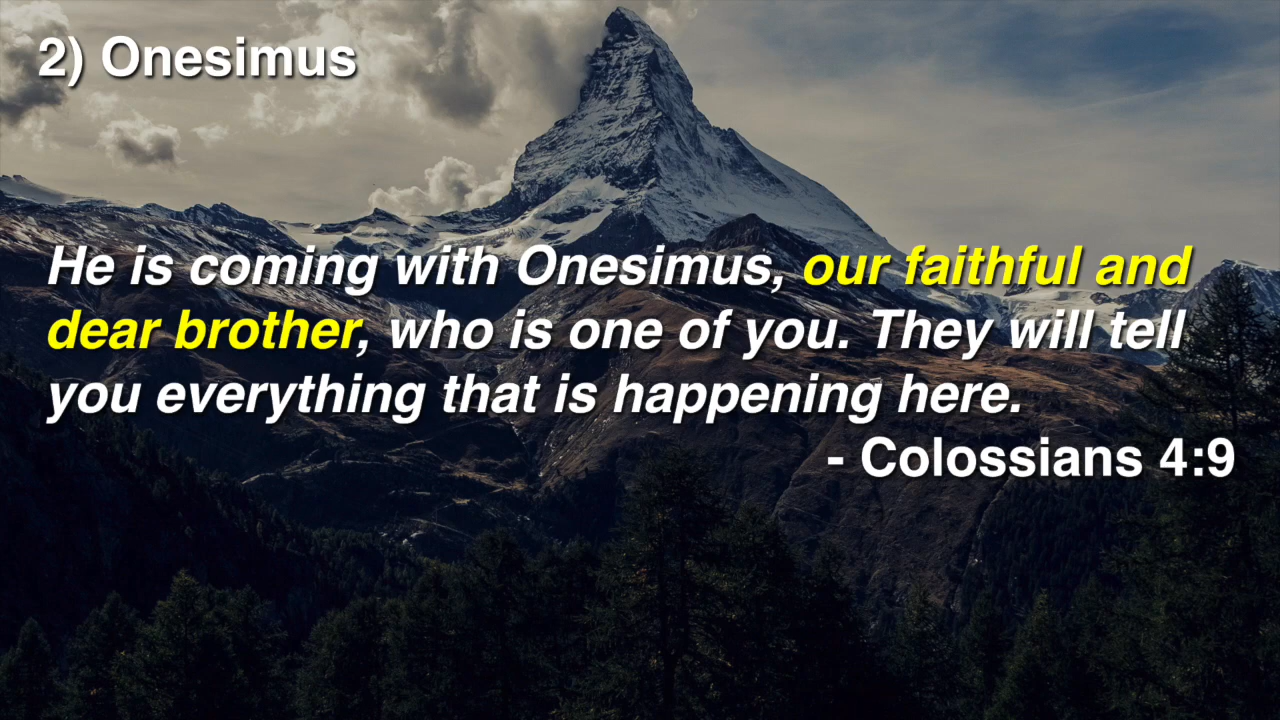 2) Onesimus
He is coming with Onesimus, our faithful and
dear brother, who is one of you. They will tell
you everything that is happening here.
- Colossians 4:9